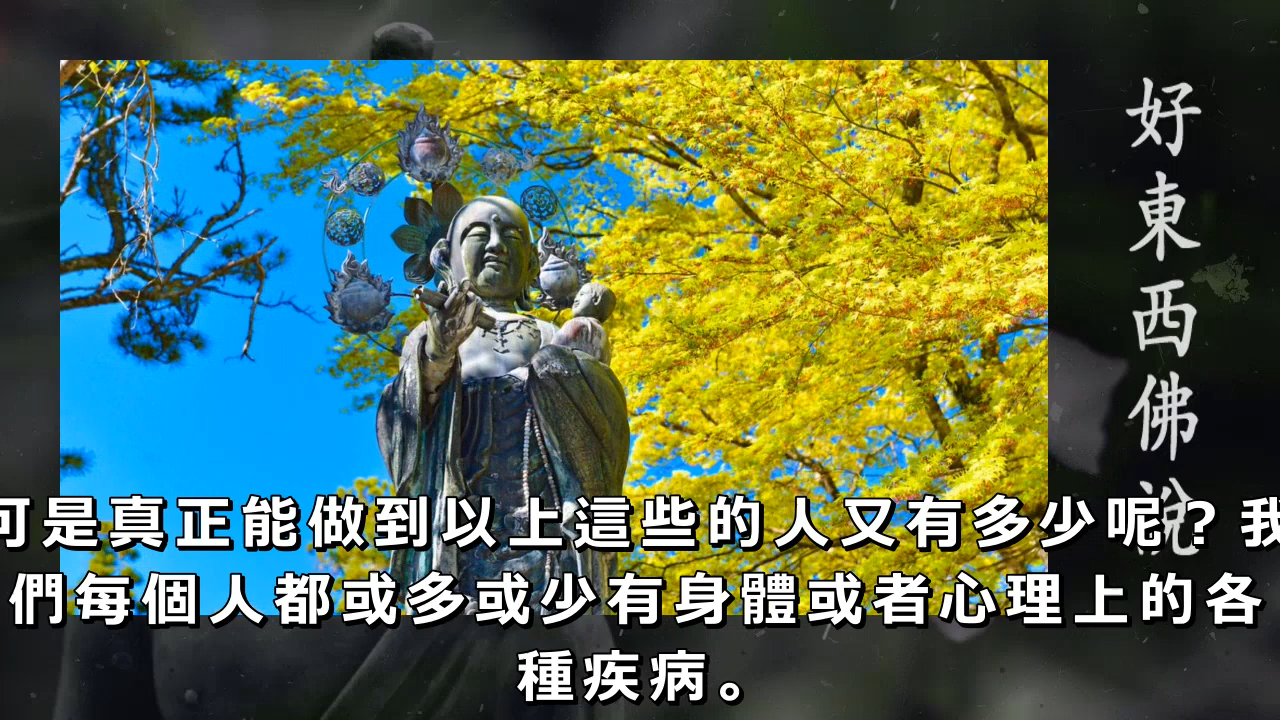 好東西佛說
可是真正能做到以上這些的人又有多少呢？我
們每個人都或多或少有身體或者心理上的各
種疾病。